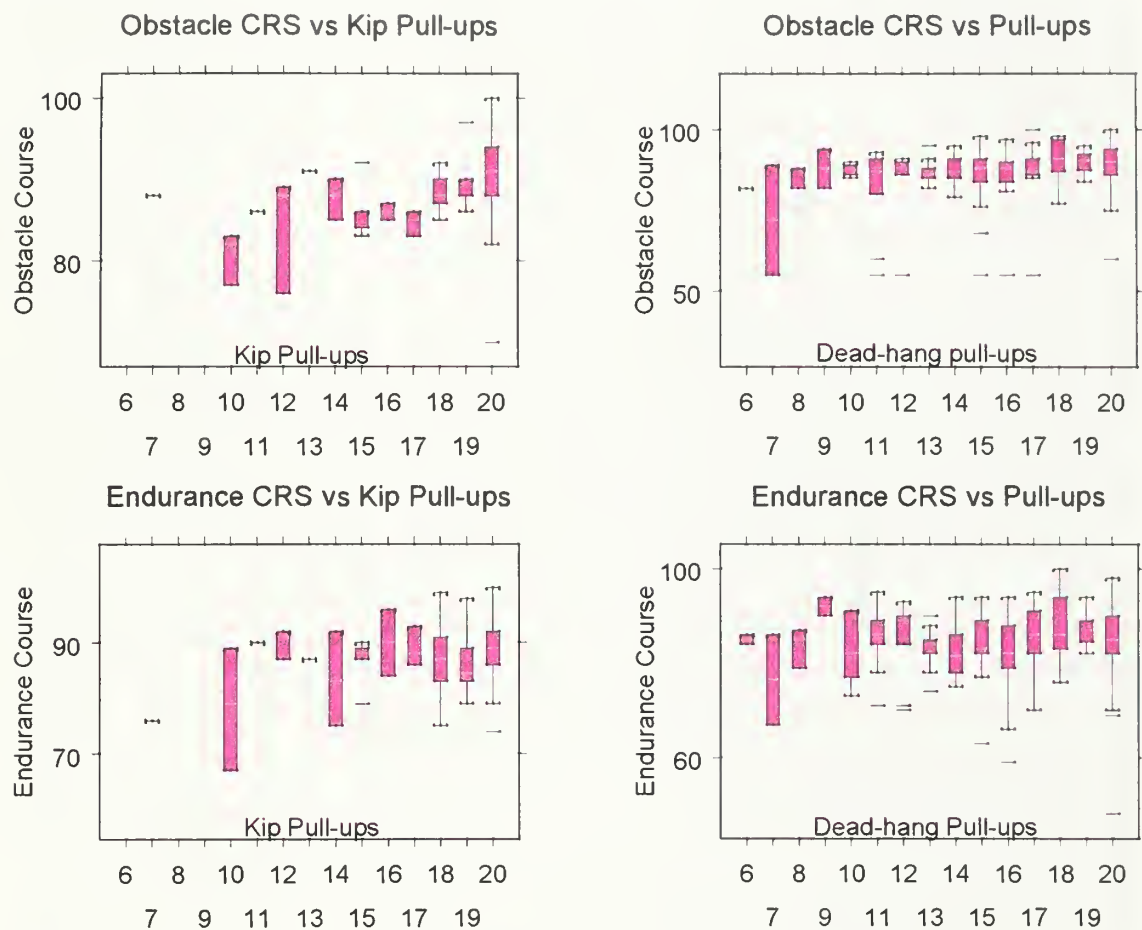 Obstacle CRS vs Kip Pull-ups
100
80
Obstacle Course
Kip Pull-ups
6 8 10 12 14 16 18 20
7 9 11 13 15 17 19
Obstacle CRS vs Pull-ups
100
50
Obstacle Course
Dead-hang pull-ups
6 8 10 12 14 16 18 20
7 9 11 13 15 17 19
Endurance CRS vs Kip Pull-ups
90
70
Endurance Course
Kip Pull-ups
6 8 10 12 14 16 18 20
7 9 11 13 15 17 19
Endurance CRS vs Pull-ups
100
60
Endurance Course
Dead-hang Pull-ups
6 8 10 12 14 16 18 20
7 9 11 13 15 17 19